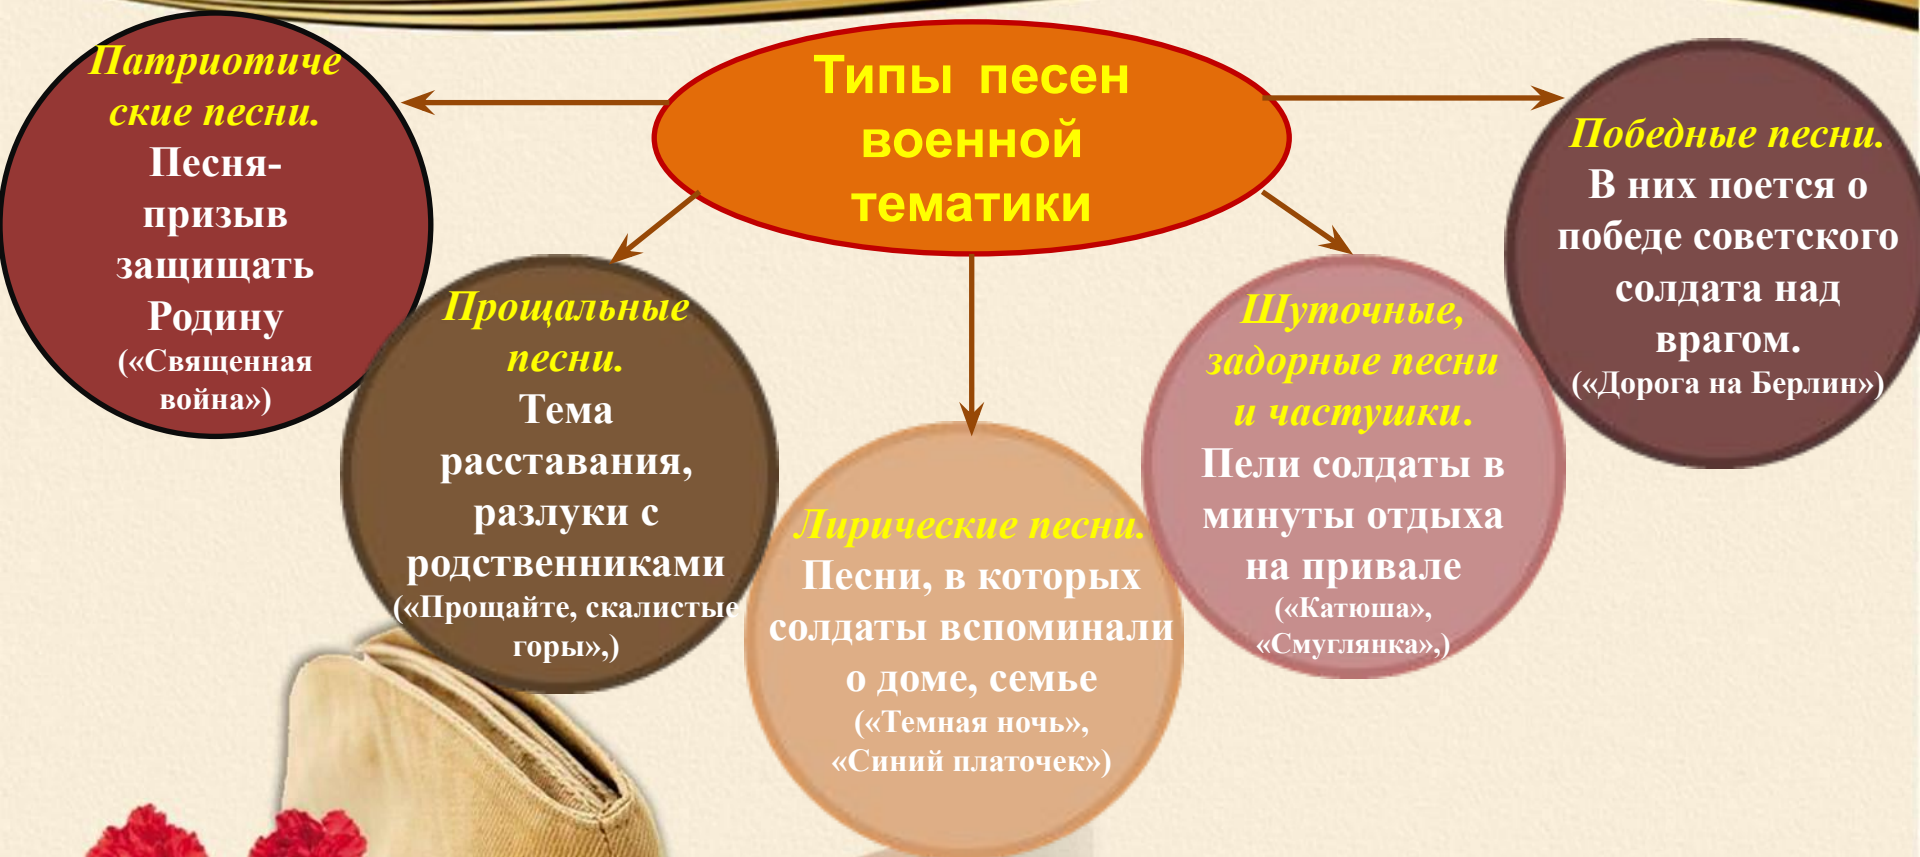 Типы песен
военной
тематики
Патриотиче
ские песни.
Песня-
призыв
защищать
Родину
(«Священная
война»)
Прощальные
песни.
Тема
расставания,
разлуки с
родственниками
(«Прощайте, скалистые
горы»,)
Лирические песни.
Песни, в которых
солдаты вспоминали
о доме, семье
(«Темная ночь»,
«Синий платочек»)
Шуточные,
задорные песни
и частушки.
Пели солдаты в
минуты отдыха
на привале
(«Катюша»,
«Смуглянка»,)
Победные песни.
В них поется о
победе советского
солдата над
врагом.
(«Дорога на Берлин»)